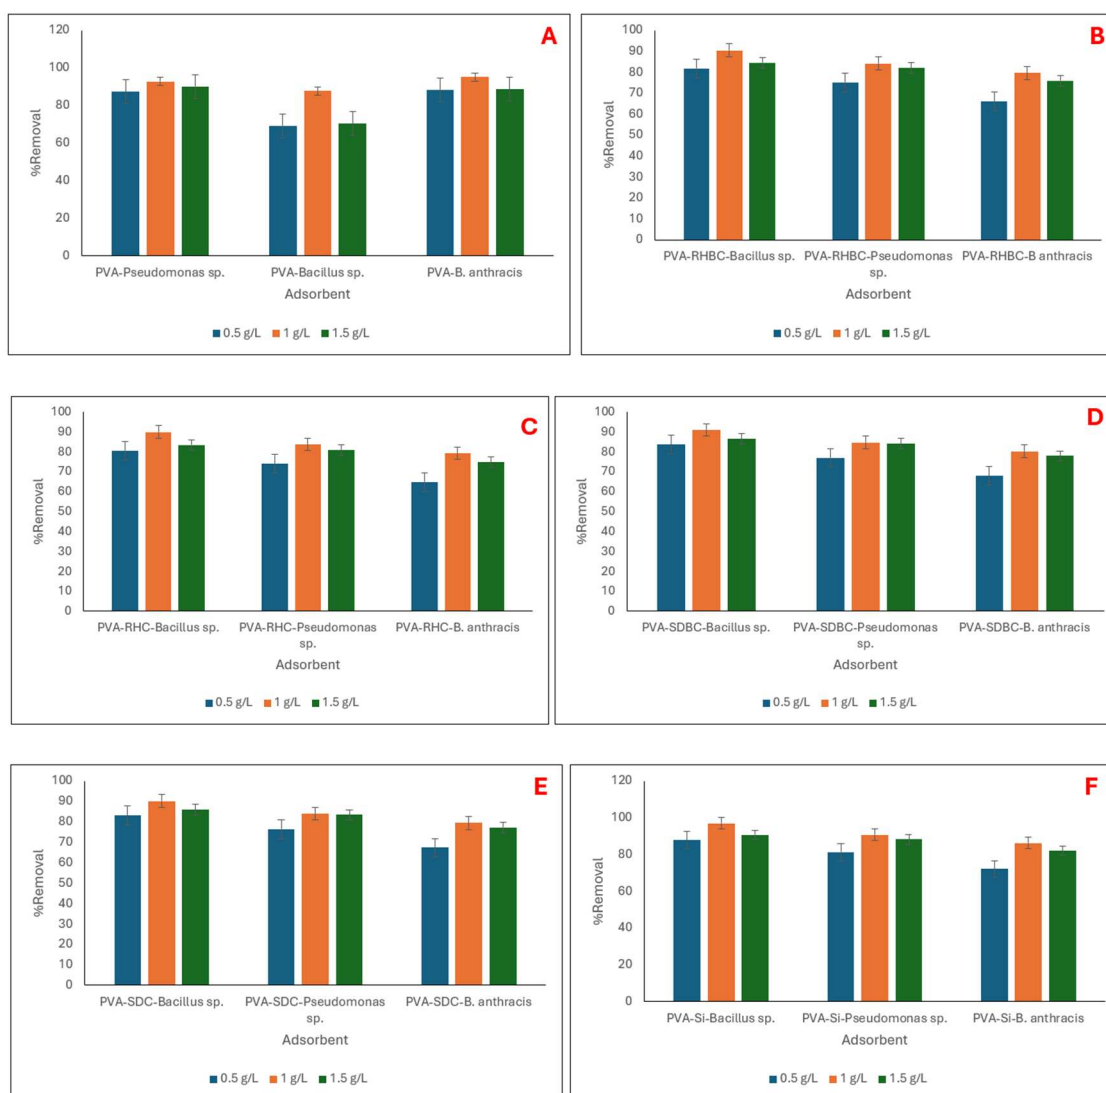 A
120
100
80
60
40
20
0
%Removal
PVA-Pseudomonas sp. PVA-Bacillus sp. PVA-B. anthracis
Adsorbent
0.5 g/L 1 g/L 1.5 g/L
B
100
90
80
70
60
50
40
30
20
10
0
%Removal
PVA-RHBC-Bacillus sp. PVA-RHBC-Pseudomonas PVA-RHBC-B anthracis
sp.
Adsorbent
0.5 g/L 1 g/L 1.5 g/L
C
100
90
80
70
60
50
40
30
20
10
0
%Removal
PVA-RHC-Bacillus sp. PVA-RHC-Pseudomonas PVA-RHC-B. anthracis
sp.
Adsorbent
0.5 g/L 1 g/L 1.5 g/L
D
100
90
80
70
60
50
40
30
20
10
0
%Removal
PVA-SDBC-Bacillus sp. PVA-SDBC-Pseudomonas PVA-SDBC-B. anthracis
sp.
Adsorbent
0.5 g/L 1 g/L 1.5 g/L
E
100
90
80
70
60
50
40
30
20
10
0
%Removal
PVA-SDC-Bacillus sp. PVA-SDC-Pseudomonas PVA-SDC-B. anthracis
sp.
Adsorbent
0.5 g/L 1 g/L 1.5 g/L
F
120
100
80
60
40
20
0
%Removal
PVA-Si-Bacillus sp. PVA-Si-Pseudomonas sp. PVA-Si-B. anthracis
Adsorbent
0.5 g/L 1 g/L 1.5 g/L